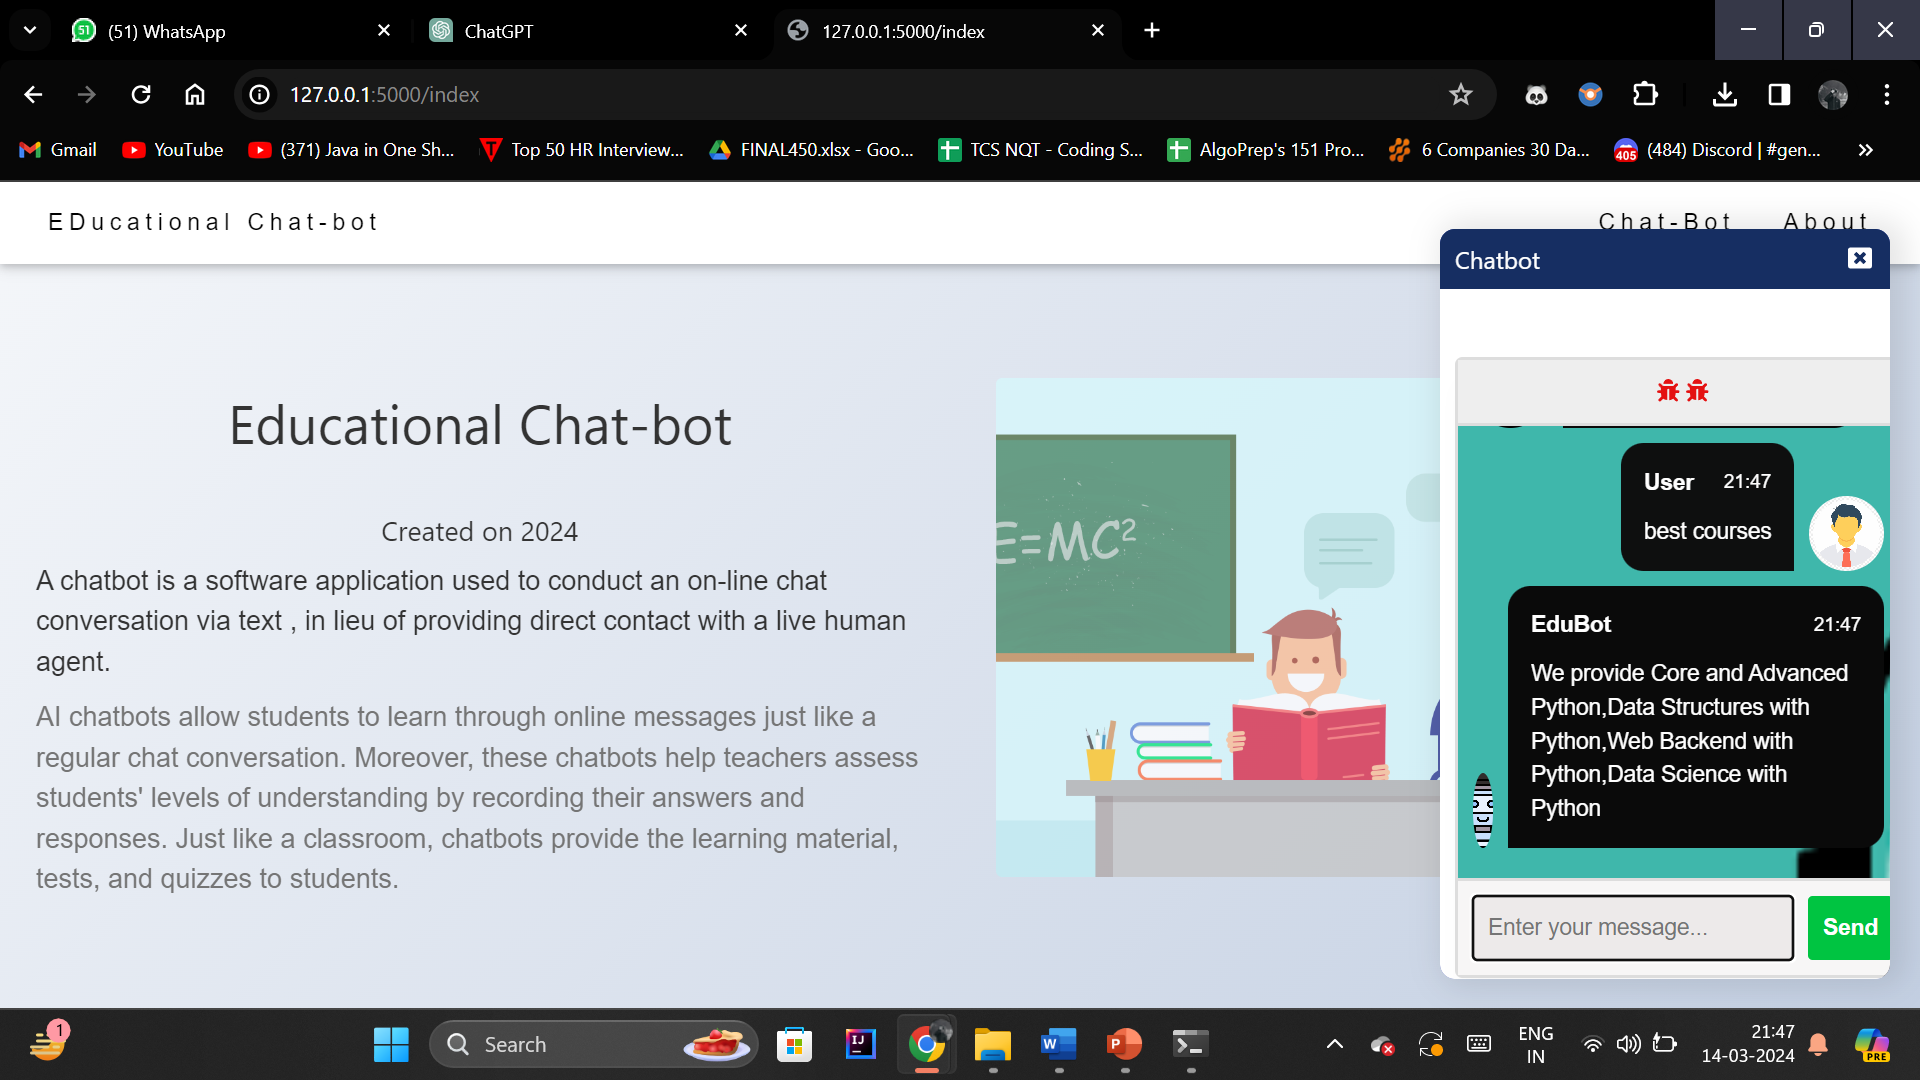 51
(51) WhatsApp
ChatGPT
127.0.0.1:5000/index
127.0.0.1:5000/index
Gmail
YouTube
(371) Java in One Sh...
T
Top 50 HR Interview...
FINAL450.xlsx - Goo...
TCS NQT - Coding S...
AlgoPrep's 151 Pro...
6 Companies 30 Da...
405
(484) Discord | #gen...
EDucational Chat-bot
Chat-Bot
About
Chatbot
Educational Chat-bot
Created on 2024
A chatbot is a software application used to conduct an on-line chat
conversation via text , in lieu of providing direct contact with a live human
agent.
AI chatbots allow students to learn through online messages just like a
regular chat conversation. Moreover, these chatbots help teachers assess
students' levels of understanding by recording their answers and
responses. Just like a classroom, chatbots provide the learning material,
tests, and quizzes to students.
E=MC²
User 21:47
best courses
EduBot 21:47
We provide Core and Advanced
Python,Data Structures with
Python,Web Backend with
Python,Data Science with
Python
Enter your message...
Send
1
Search
IJ
W
P
ENG
IN
21:47
14-03-2024
PRE